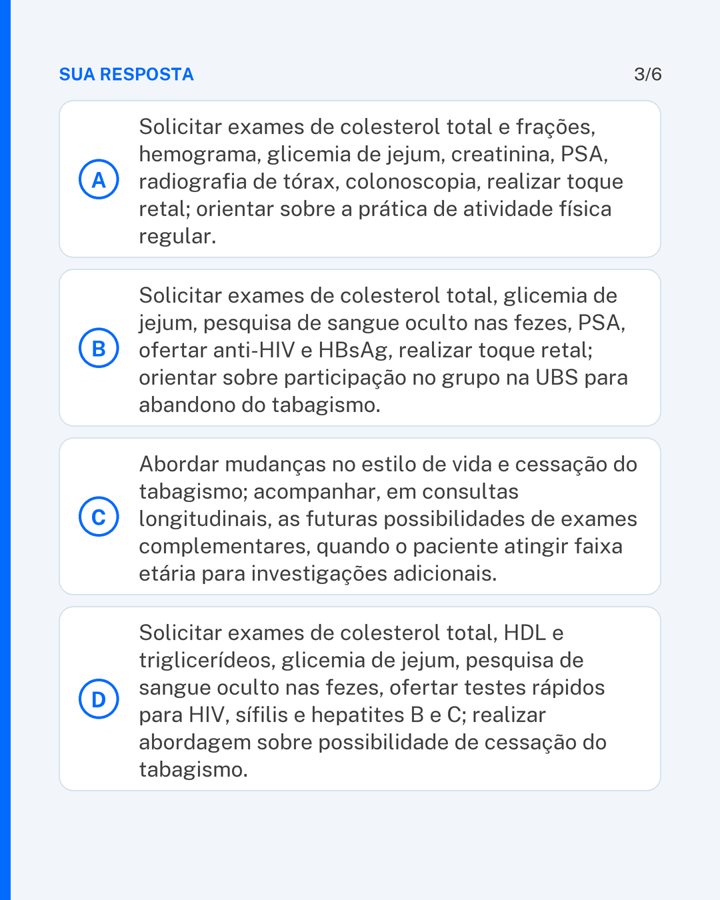 SUA RESPOSTA
3/6
A
Solicitar exames de colesterol total e frações,
hemograma, glicemia de jejum, creatinina, PSA,
radiografia de tórax, colonoscopia, realizar toque
retal; orientar sobre a prática de atividade física
regular.
B
Solicitar exames de colesterol total, glicemia de
jejum, pesquisa de sangue oculto nas fezes, PSA,
ofertar anti-HIV e HBsAg, realizar toque retal;
orientar sobre participação no grupo na UBS para
abandono do tabagismo.
C
Abordar mudanças no estilo de vida e cessação do
tabagismo; acompanhar, em consultas
longitudinais, as futuras possibilidades de exames
complementares, quando o paciente atingir faixa
etária para investigações adicionais.
D
Solicitar exames de colesterol total, HDL e
triglicerídeos, glicemia de jejum, pesquisa de
sangue oculto nas fezes, ofertar testes rápidos
para HIV, sífilis e hepatites B e C; realizar
abordagem sobre possibilidade de cessação do
tabagismo.